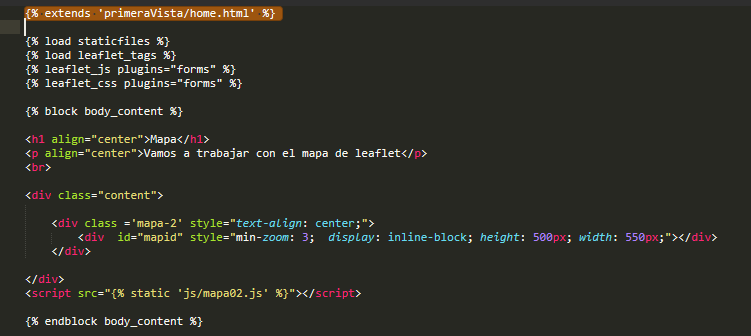 {% extends 'primeraVista/home.html' %}
{% load staticfiles %}
{% load leaflet_tags %}
{% leaflet_js plugins="forms" %}
{% leaflet_css plugins="forms" %}
{% block body_content %}
<h1 align="center">Mapa</h1>
<p align="center">Vamos a trabajar con el mapa de leaflet</p>
<br>
<div class="content">
<div class ='mapa-2' style="text-align: center;">
<div  id="mapid" style="min-zoom: 3;  display: inline-block; height: 500px; width: 550px;"></div>
</div>
</div>
<script src="{% static 'js/mapa02.js' %}"></script>
{% endblock body_content %}